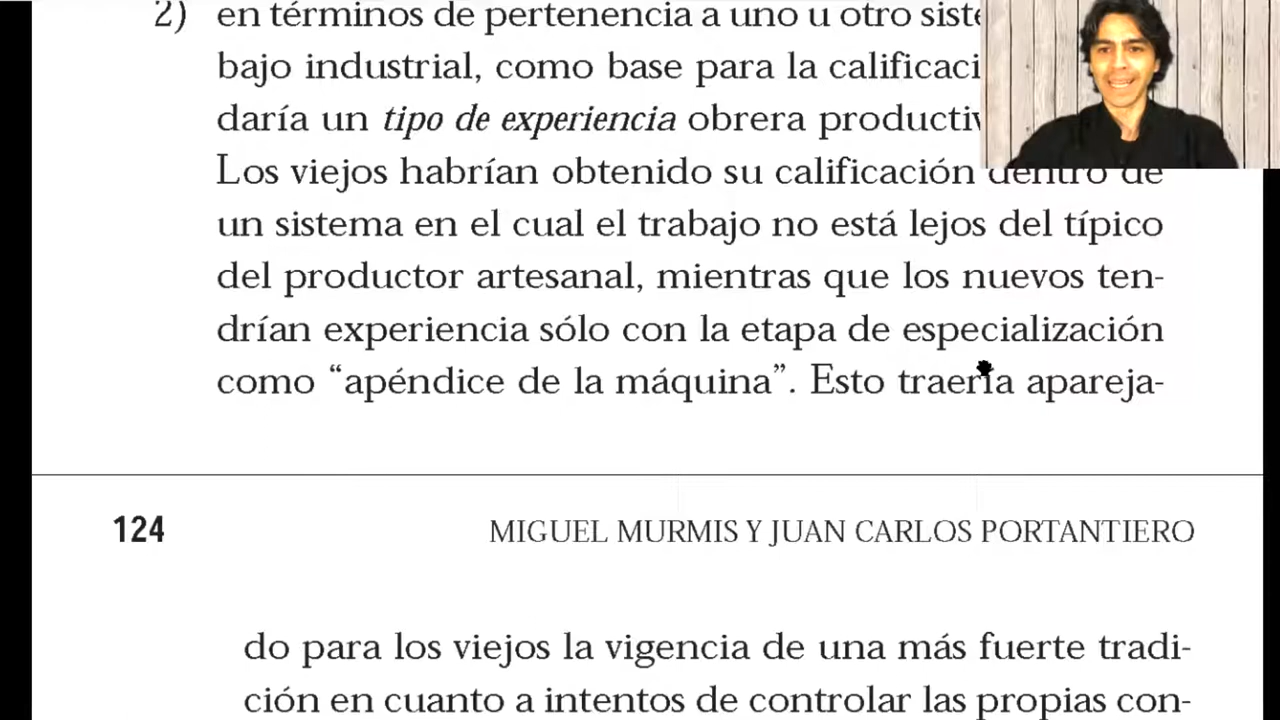 2) en términos de pertenencia a uno u otro
bajo industrial, como base para la
daría un tipo de experiencia obrera
Los viejos habrían obtenido su calificación dentro de
un sistema en el cual el trabajo no está lejos del típico
del productor artesanal, mientras que los nuevos ten-
drían experiencia sólo con la etapa de especialización
como “apéndice de la máquina”. Esto traería apareja-
124 MIGUEL MURMIS Y JUAN CARLOS PORTANTIERO
do para los viejos la vigencia de una más fuerte tradi-
ción en cuanto a intentos de controlar las propias con-